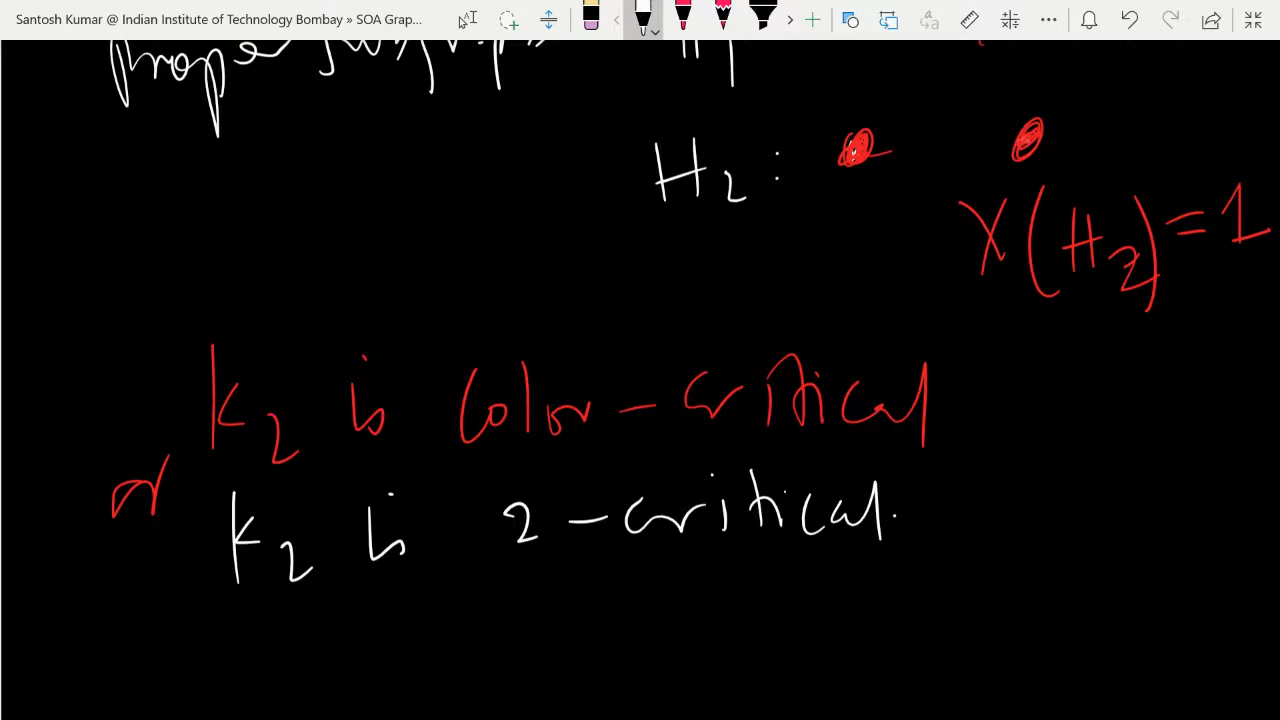 Santosh Kumar @ Indian Institute of Technology Bombay » SOA Grap...
proper
H2 :
χ(H2) = 1
K2 is color-critical
or
K2 is 2-critical.